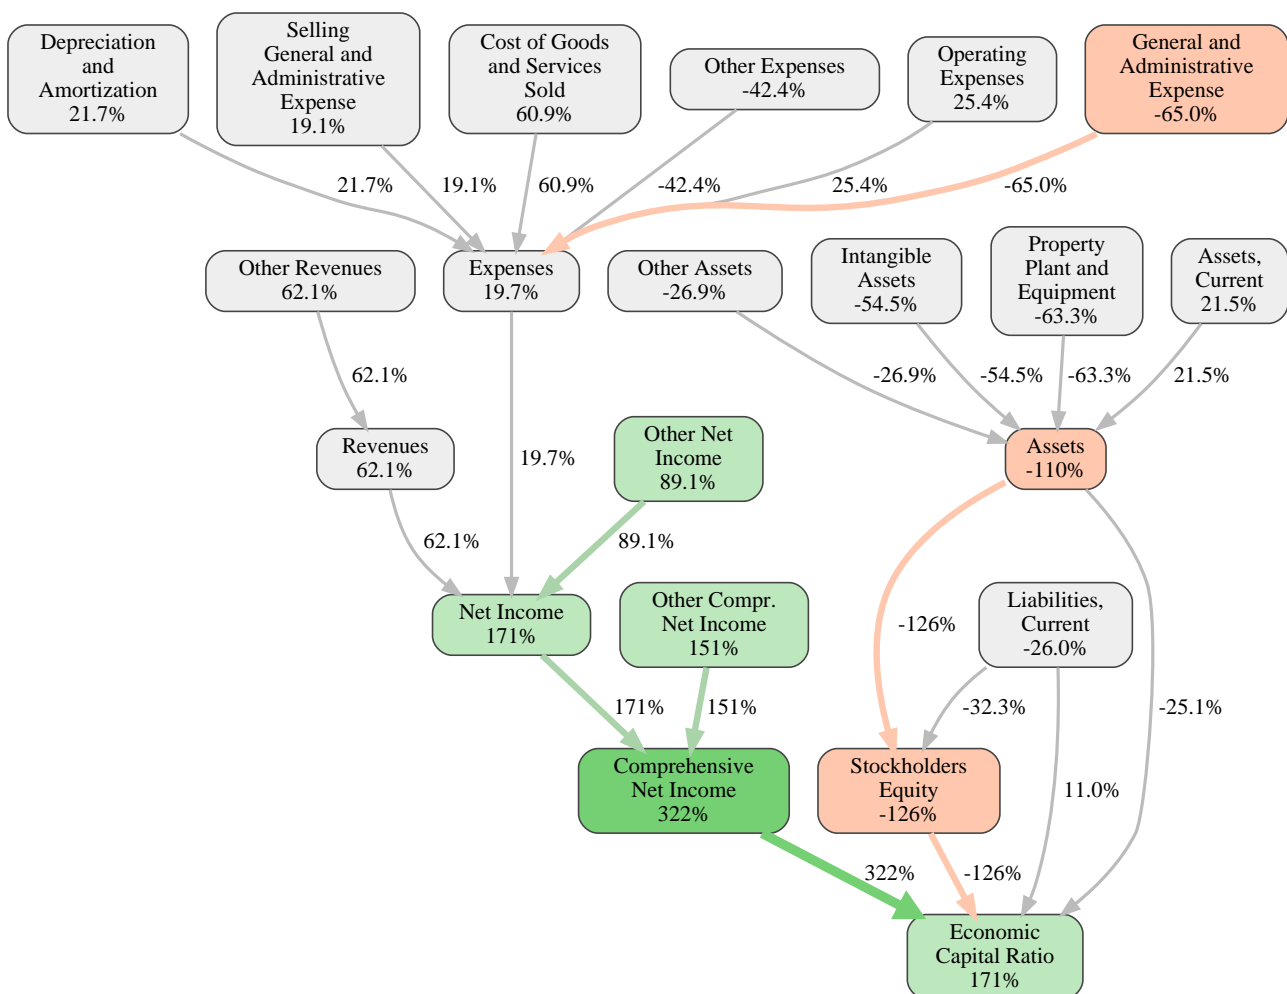 Depreciation
and
Amortization
21.7%
Selling
General and
Administrative
Expense
19.1%
Cost of Goods
and Services
Sold
60.9%
Other Expenses
-42.4%
Operating
Expenses
25.4%
General and
Administrative
Expense
-65.0%
21.7%
19.1%
60.9%
-42.4%
25.4%
-65.0%
Other Revenues
62.1%
Expenses
19.7%
Other Assets
-26.9%
Intangible
Assets
-54.5%
Property
Plant and
Equipment
-63.3%
Assets,
Current
21.5%
62.1%
-26.9%
-54.5%
-63.3%
21.5%
Revenues
62.1%
19.7%
Other Net
Income
89.1%
Assets
-110%
62.1%
89.1%
Net Income
171%
Other Compr.
Net Income
151%
-126%
Liabilities,
Current
-26.0%
171%
151%
-32.3%
-25.1%
Comprehensive
Net Income
322%
Stockholders
Equity
-126%
11.0%
322%
-126%
Economic
Capital Ratio
171%